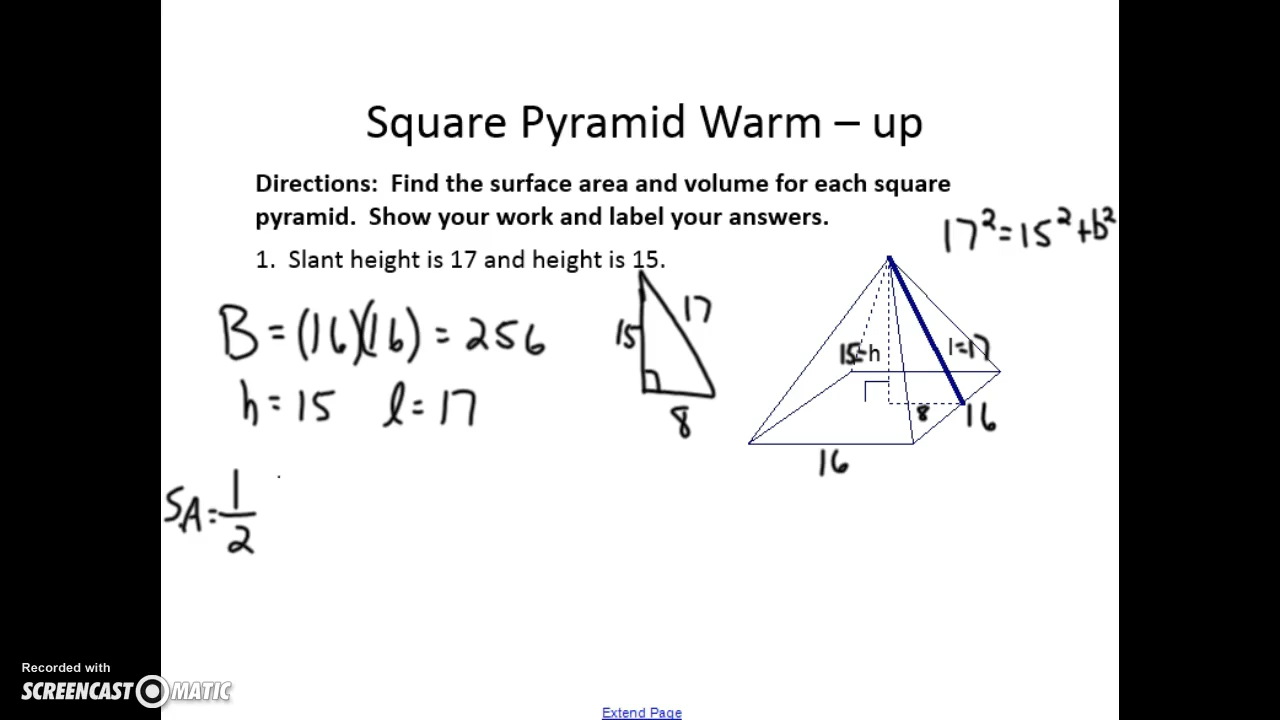 Square Pyramid Warm – up
Directions: Find the surface area and volume for each square
pyramid. Show your work and label your answers.
17²=15²+b²
1. Slant height is 17 and height is 15.
B = (16)(16) = 256
15
17
8
h = 15 l = 17
15=h
l=17
8
16
16
SA = 1/2
Recorded with
SCREENCAST O MATIC
Extend Page